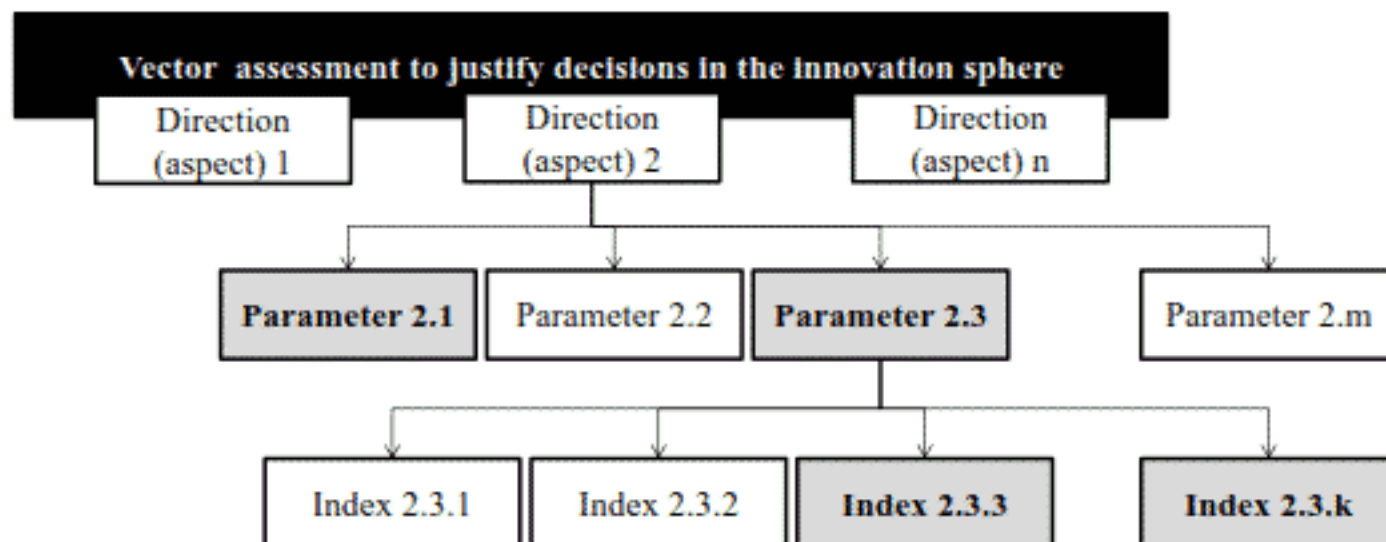 Vector assessment to justify decisions in the innovation sphere
Direction
(aspect) 1
Direction
(aspect) 2
Direction
(aspect) n
Parameter 2.1
Parameter 2.2
Parameter 2.3
Parameter 2.m
Index 2.3.1
Index 2.3.2
Index 2.3.3
Index 2.3.k